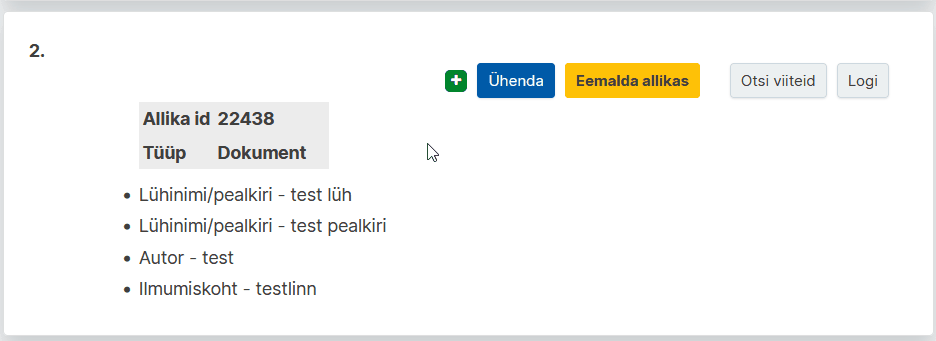 2.
Ühenda Eemalda allikas Otsi viiteid Logi
Allika id 22438
Tüüp Dokument
Lühinimi/pealkiri - test lüh
Lühinimi/pealkiri - test pealkiri
Autor - test
Ilmumiskoht - testlinn